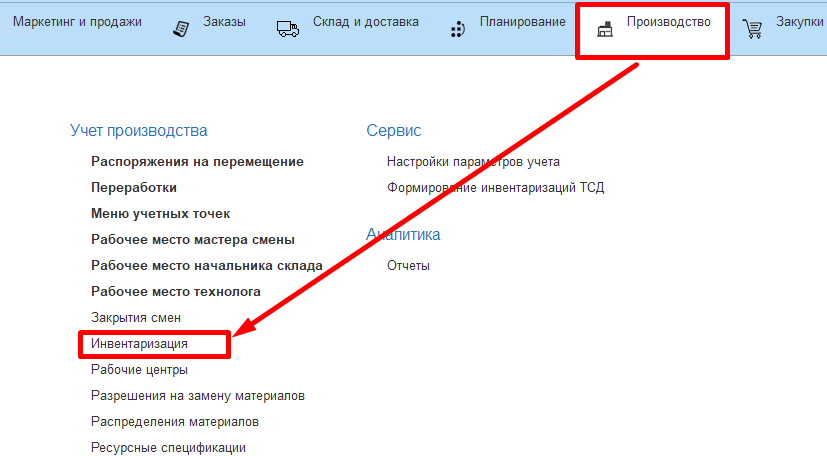 Маркетинг и продажи
Заказы
Склад и доставка
Планирование
Производство
Закупки
Учет производства
Распоряжения на перемещение
Переработки
Меню учетных точек
Рабочее место мастера смены
Рабочее место начальника склада
Рабочее место технолога
Закрытия смен
Инвентаризация
Рабочие центры
Разрешения на замену материалов
Распределения материалов
Ресурсные спецификации
Сервис
Настройки параметров учета
Формирование инвентаризаций ТСД
Аналитика
Отчеты